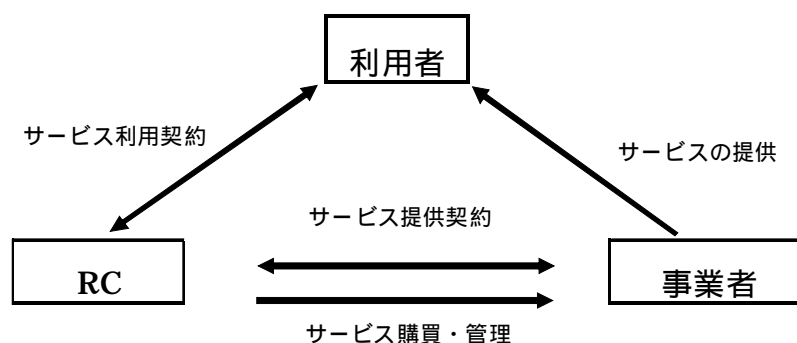 利用者
サービス利用契約
サービスの提供
サービス提供契約
RC
事業者
サービス購買・管理